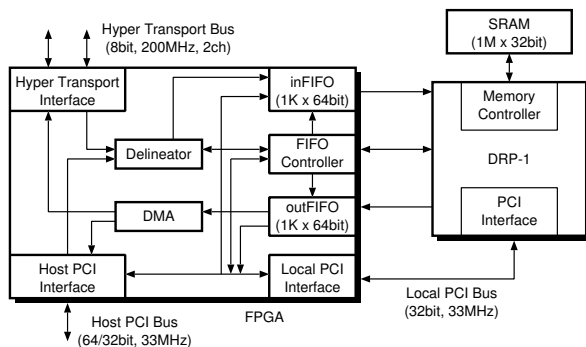 Hyper Transport Bus
(8bit, 200MHz, 2ch)
SRAM
(1M x 32bit)
Hyper Transport
Interface
inFIFO
(1K x 64bit)
Memory
Controller
Delineator
FIFO
Controller
DRP-1
DMA
outFIFO
(1K x 64bit)
PCI
Interface
Host PCI
Interface
Local PCI
Interface
Host PCI Bus
(64/32bit, 33MHz)
FPGA
Local PCI Bus
(32bit, 33MHz)